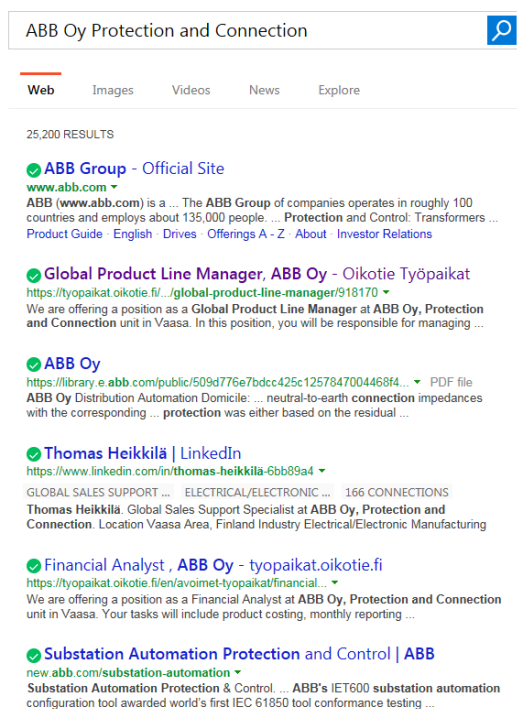 ABB Oy Protection and Connection
Web Images Videos News Explore
25,200 RESULTS
ABB Group - Official Site
www.abb.com
ABB (www.abb.com) is a ... The ABB Group of companies operates in roughly 100
countries and employs about 135,000 people. ... Protection and Control: Transformers ...
Product Guide · English · Drives · Offerings A - Z · About · Investor Relations
Global Product Line Manager, ABB Oy - Oikotie Työpaikat
https://tyopaikat.oikotie.fi/.../global-product-line-manager/918170
We are offering a position as a Global Product Line Manager at ABB Oy, Protection
and Connection unit in Vaasa. In this position, you will be responsible for managing ...
ABB Oy
https://library.e.abb.com/public/509d776e7bdcc425c1257847004468f4... PDF file
ABB Oy Distribution Automation Domicile: ... neutral-to-earth connection impedances
with the corresponding ... protection was either based on the residual ...
Thomas Heikkilä | LinkedIn
https://www.linkedin.com/in/thomas-heikkilä-6bb89a4
GLOBAL SALES SUPPORT ... ELECTRICAL/ELECTRONIC ... 166 CONNECTIONS
Thomas Heikkilä. Global Sales Support Specialist at ABB Oy, Protection and
Connection. Location Vaasa Area, Finland Industry Electrical/Electronic Manufacturing
Financial Analyst , ABB Oy - tyopaikat.oikotie.fi
https://tyopaikat.oikotie.fi/en/avoimet-tyopaikat/financial...
We are offering a position as a Financial Analyst at ABB Oy, Protection and Connection
unit in Vaasa. Your tasks will include product costing, monthly reporting ...
Substation Automation Protection and Control | ABB
new.abb.com/substation-automation
Substation Automation Protection & Control. ... ABB's IET600 substation automation
configuration tool awarded world's first IEC 61850 tool conformance testing ...